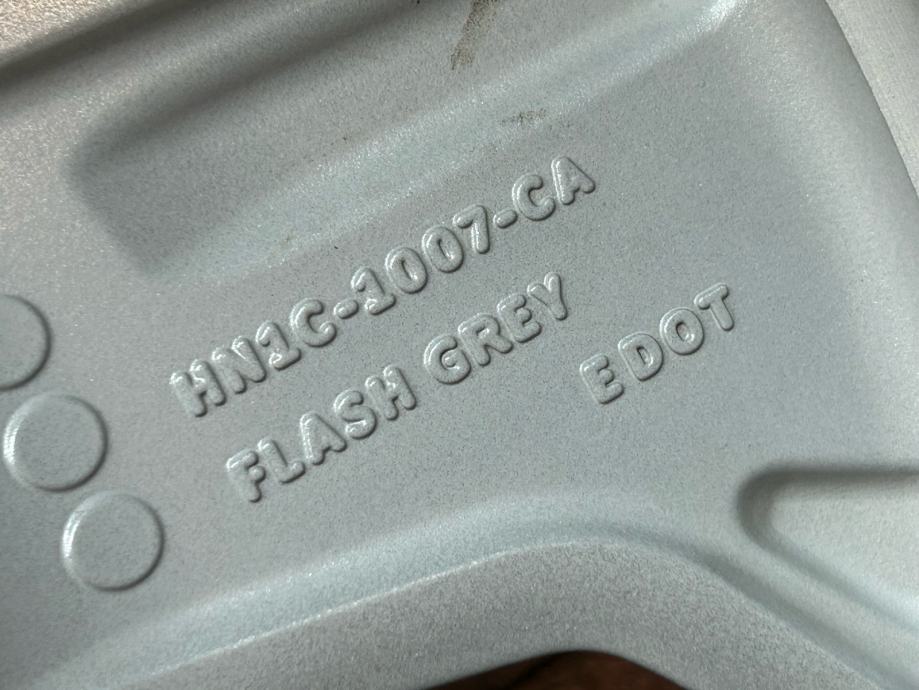 HN1C-1007-CA
FLASH GREY
EDOT